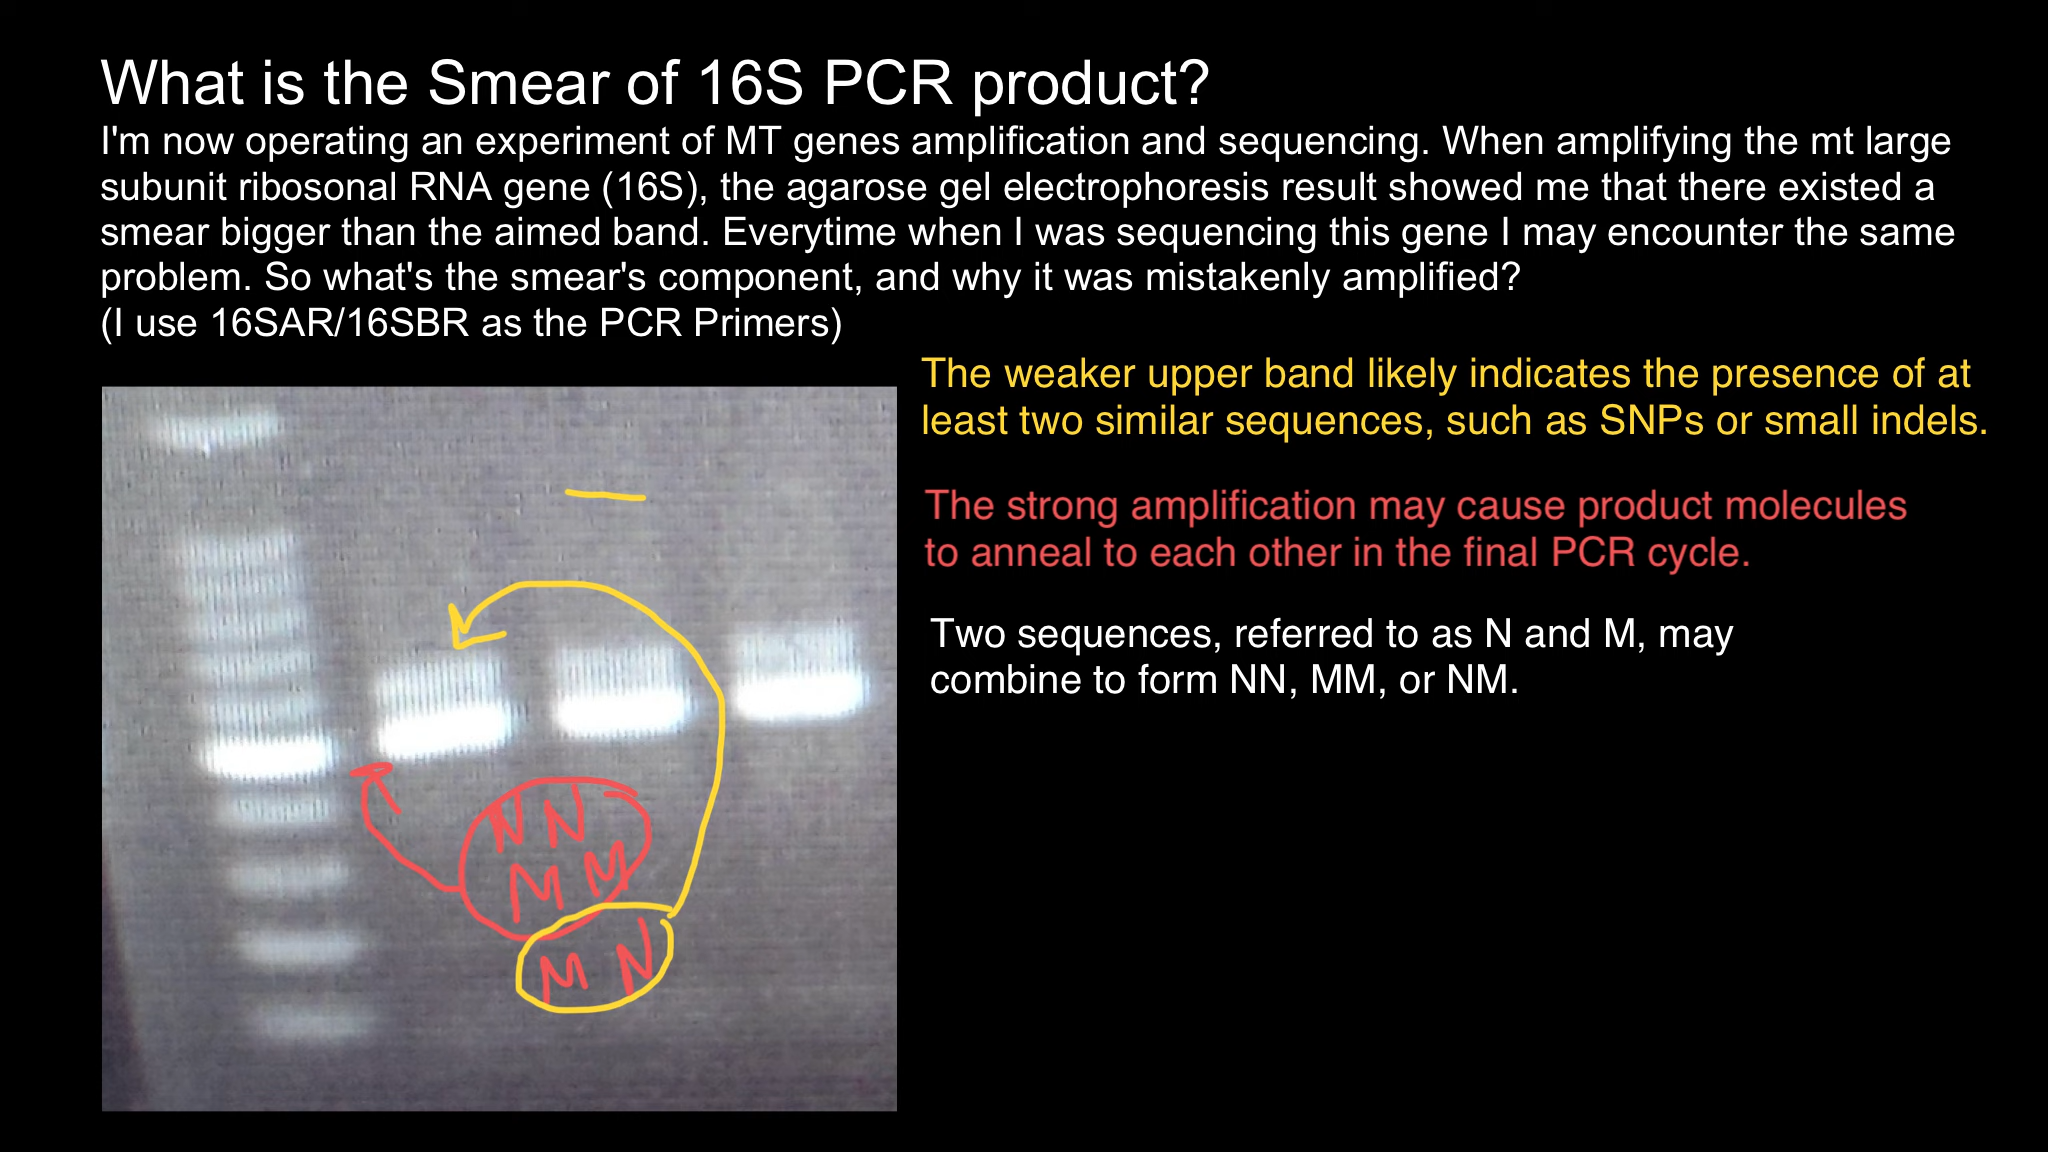 What is the Smear of 16S PCR product?
I'm now operating an experiment of MT genes amplification and sequencing. When amplifying the mt large
subunit ribosonal RNA gene (16S), the agarose gel electrophoresis result showed me that there existed a
smear bigger than the aimed band. Everytime when I was sequencing this gene I may encounter the same
problem. So what's the smear's component, and why it was mistakenly amplified?
(I use 16SAR/16SBR as the PCR Primers)
The weaker upper band likely indicates the presence of at
least two similar sequences, such as SNPs or small indels.
The strong amplification may cause product molecules
to anneal to each other in the final PCR cycle.
Two sequences, referred to as N and M, may
combine to form NN, MM, or NM.
N N
M M
M N